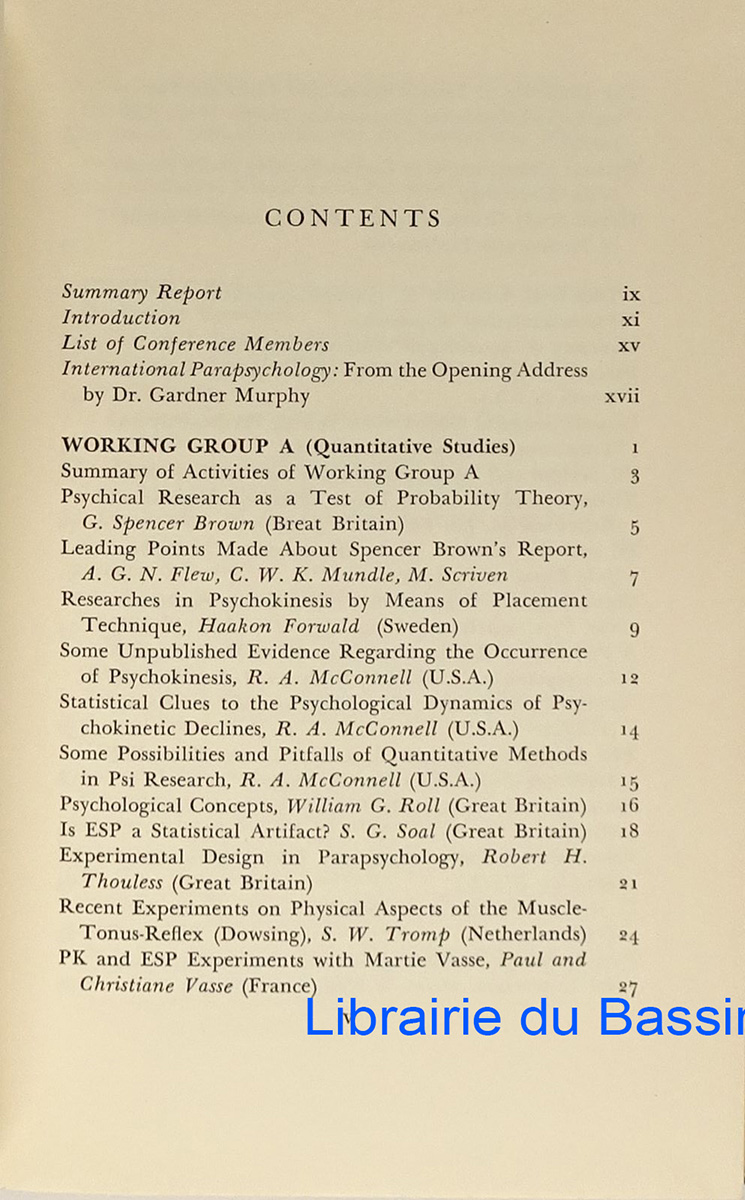 CONTENTS
Summary Report ix
Introduction xi
List of Conference Members xv
International Parapsychology: From the Opening Address
by Dr. Gardner Murphy xvii
WORKING GROUP A (Quantitative Studies) 1
Summary of Activities of Working Group A 3
Psychical Research as a Test of Probability Theory,
G. Spencer Brown (Breat Britain) 5
Leading Points Made About Spencer Brown's Report,
A. G. N. Flew, C. W. K. Mundle, M. Scriven 7
Researches in Psychokinesis by Means of Placement
Technique, Haakon Forwald (Sweden) 9
Some Unpublished Evidence Regarding the Occurrence
of Psychokinesis, R. A. McConnell (U.S.A.) 12
Statistical Clues to the Psychological Dynamics of Psy-
chokinetic Declines, R. A. McConnell (U.S.A.) 14
Some Possibilities and Pitfalls of Quantitative Methods
in Psi Research, R. A. McConnell (U.S.A.) 15
Psychological Concepts, William G. Roll (Great Britain) 16
Is ESP a Statistical Artifact? S. G. Soal (Great Britain) 18
Experimental Design in Parapsychology, Robert H.
Thouless (Great Britain) 21
Recent Experiments on Physical Aspects of the Muscle-
Tonus-Reflex (Dowsing), S. W. Tromp (Netherlands) 24
PK and ESP Experiments with Martie Vasse, Paul and
Christiane Vasse (France) 27
v
Librairie du Bassin